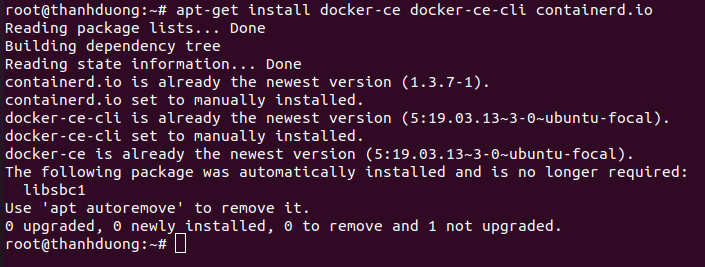 root@thanhduong:~# apt-get install docker-ce docker-ce-cli containerd.io
Reading package lists... Done
Building dependency tree
Reading state information... Done
containerd.io is already the newest version (1.3.7-1).
containerd.io set to manually installed.
docker-ce-cli is already the newest version (5:19.03.13~3-0~ubuntu-focal).
docker-ce-cli set to manually installed.
docker-ce is already the newest version (5:19.03.13~3-0~ubuntu-focal).
The following package was automatically installed and is no longer required:
  libsbc1
Use 'apt autoremove' to remove it.
0 upgraded, 0 newly installed, 0 to remove and 1 not upgraded.
root@thanhduong:~#